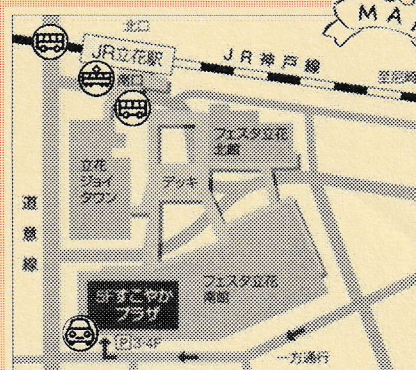 MA
北口
JR立花駅
JR神戸線
南口
フェスタ立花
北館
立花
ジョイ
タウン
デッキ
道意線
フェスタ立花
南館
3Fすこやか
プラザ
P 3・4F
一方通行